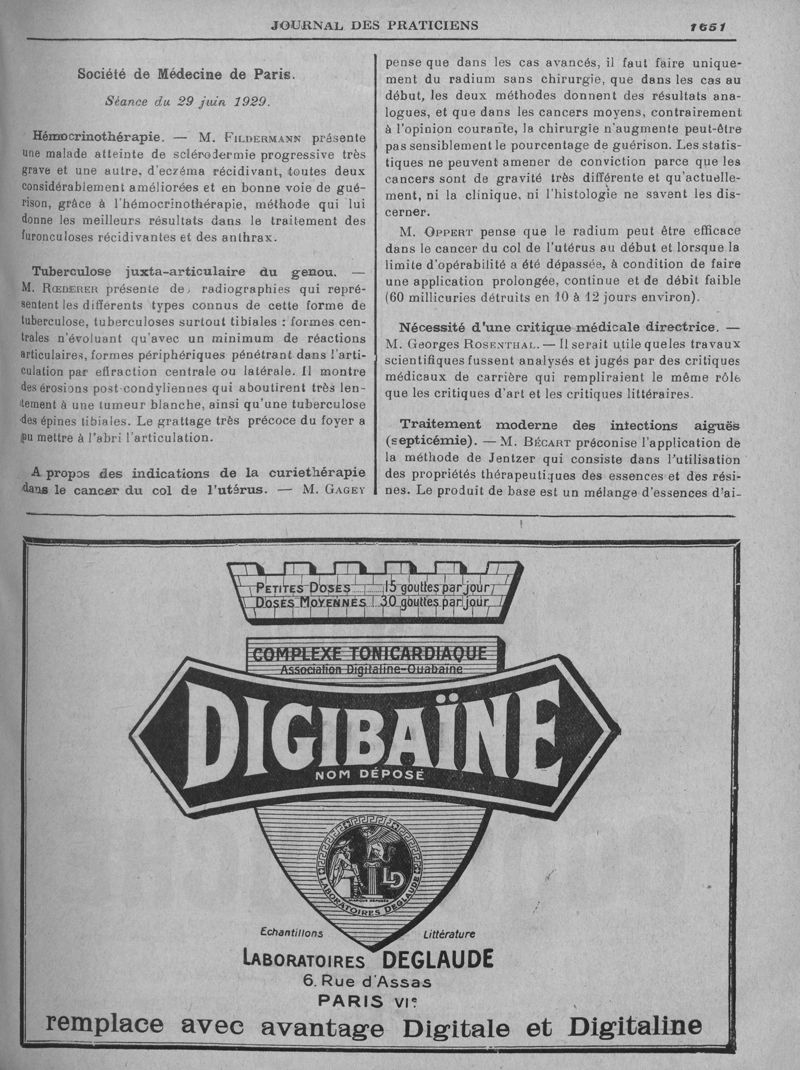 JOURNAL DES PRATICIENS 1651
Société de Médecine de Paris.
Séance du 29 juin 1929.
Hémocrinothérapie. — M. FILDERMANN présente
une malade atteinte de sclérodermie progressive très
grave et une autre, d'eczéma récidivant, toutes deux
considérablement améliorées et en bonne voie de gué-
rison, grâce à l'hémocrinothérapie, méthode qui lui
donne les meilleurs résultats dans le traitement des
furonculoses récidivantes et des anthrax.
Tuberculose juxta-articulaire du genou. —
M. RŒDERER présente des radiographies qui repré-
sentent les différents types connus de cette forme de
tuberculose, tuberculoses surtout tibiales : formes cen-
trales n'évoluant qu'avec un minimum de réactions
articulaires, formes périphériques pénétrant dans l'arti-
culation par effraction centrale ou latérale. Il montre
des érosions post-condyliennes qui aboutirent très len-
tement à une tumeur blanche, ainsi qu'une tuberculose
des épines tibiales. Le grattage très précoce du foyer a
pu mettre à l'abri l'articulation.
A propos des indications de la curiethérapie
dans le cancer du col de l'utérus. — M. GAGEY
pense que dans les cas avancés, il faut faire unique-
ment du radium sans chirurgie, que dans les cas au
début, les deux méthodes donnent des résultats ana-
logues, et que dans les cancers moyens, contrairement
à l'opinion courante, la chirurgie n'augmente peut-être
pas sensiblement le pourcentage de guérison. Les statis-
tiques ne peuvent amener de conviction parce que les
cancers sont de gravité très différente et qu'actuelle-
ment, ni la clinique, ni l'histologie ne savent les dis-
cerner.
M. OPPERT pense que le radium peut être efficace
dans le cancer du col de l'utérus au début et lorsque la
limite d'opérabilité a été dépassée, à condition de faire
une application prolongée, continue et de débit faible
(60 millicuries détruits en 10 à 12 jours environ).
Nécessité d'une critique médicale directrice. —
M. Georges ROSENTHAL. — Il serait utile que les travaux
scientifiques fussent analysés et jugés par des critiques
médicaux de carrière qui rempliraient le même rôle
que les critiques d'art et les critiques littéraires.
Traitement moderne des infections aiguës
(septicémie). — M. BÉCART préconise l'application de
la méthode de Jentzer qui consiste dans l'utilisation
des propriétés thérapeutiques des essences et des rési-
nes. Le produit de base est un mélange d'essences d'ai-
PETITES DOSES 15 gouttes par jour
DOSES MOYENNES 30 gouttes par jour
COMPLEXE TONICARDIAQUE
Association Digitaline-Ouabaïne
DIGIBAÏNE
NOM DÉPOSÉ
LD
LABORATOIRES DEGLAUDE
Echantillons Littérature
LABORATOIRES DEGLAUDE
6. Rue d'Assas
PARIS VIe
remplace avec avantage Digitale et Digitaline